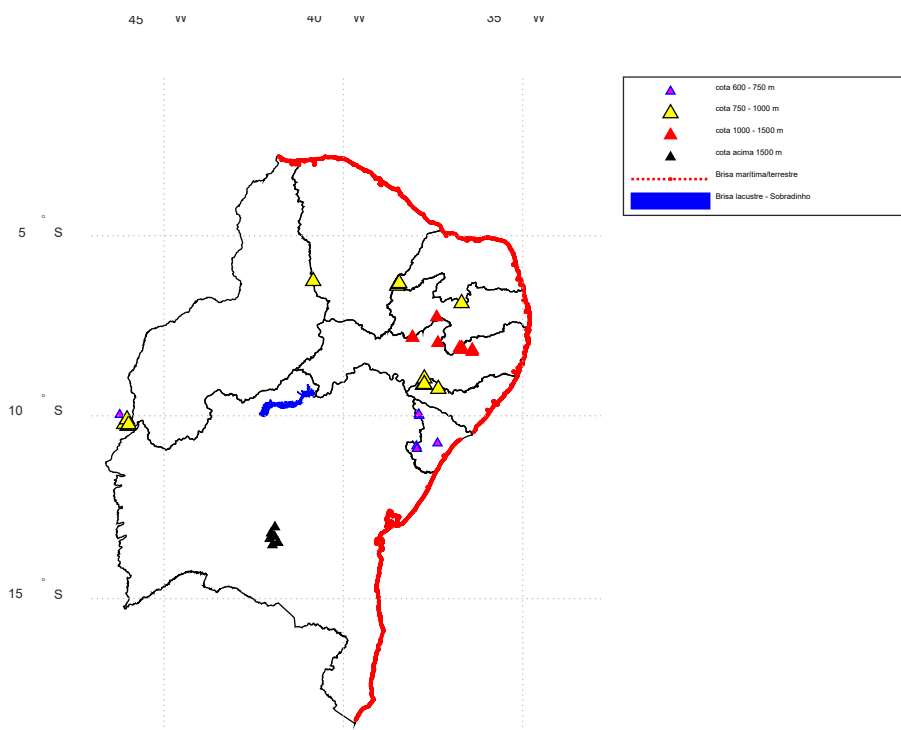 45 W 40 W 35 W
cota 600 - 750 m
cota 750 - 1000 m
cota 1000 - 1500 m
cota acima 1500 m
Brisa marítima/terrestre
Brisa lacustre - Sobradinho
5° S
10° S
15° S